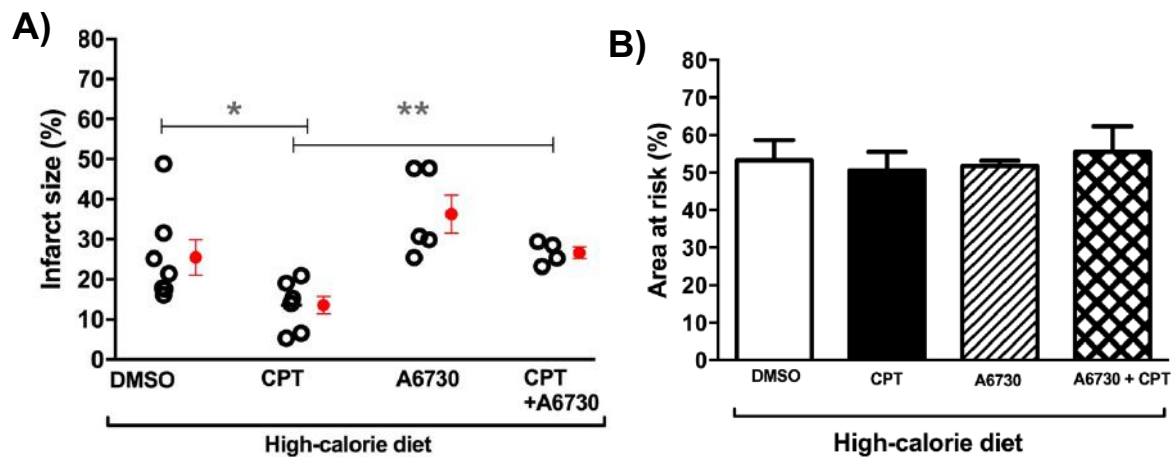 A)
Infarct size (%)
80
70
60
50
40
30
20
10
0
*
**
DMSO
CPT
A6730
CPT
+A6730
High-calorie diet
B)
Area at risk (%)
80
70
60
50
40
30
20
10
0
DMSO
CPT
A6730
A6730 + CPT
High-calorie diet